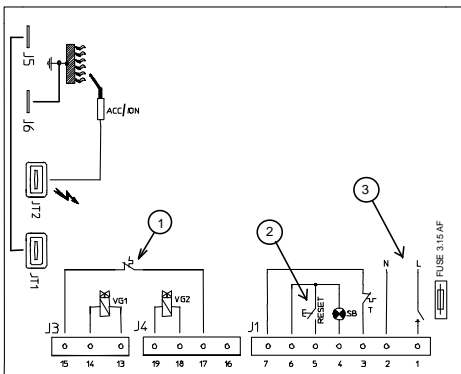 J5
J6
ACC/ION
JT2
JT1
1
VG1
VG2
J3
J4
15 14 13 19 18 17 16
2
RESET
SB
T
3
N L
FUSE 3.15 AF
J1
7 6 5 4 3 2 1